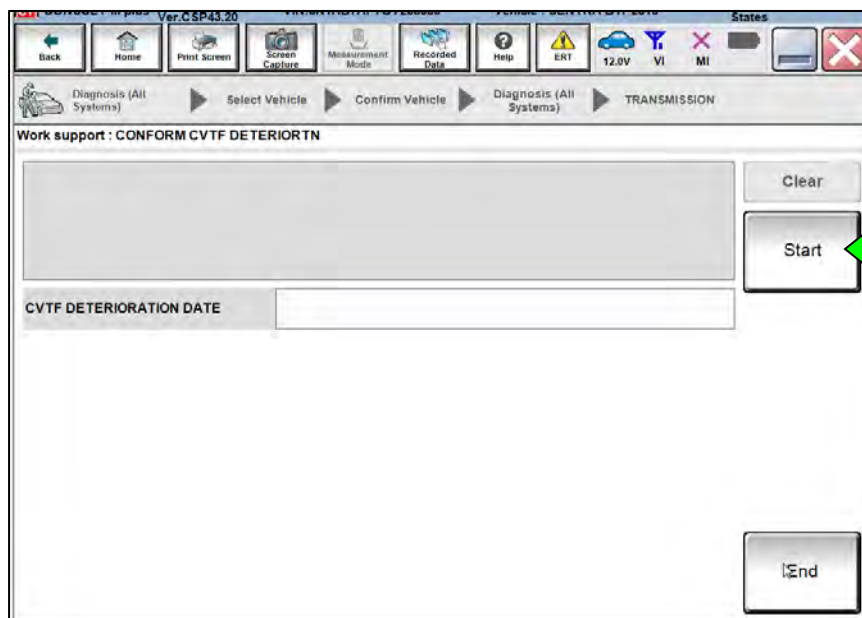 Ver.CSP43.20
States
Back
Home
Print Screen
Screen Capture
Measurement Mode
Recorded Data
Help
ERT
12.0V
VI
MI
Diagnosis (All Systems)
Select Vehicle
Confirm Vehicle
Diagnosis (All Systems)
TRANSMISSION
Work support : CONFORM CVTF DETERIORTN
Clear
Start
CVTF DETERIORATION DATE
End